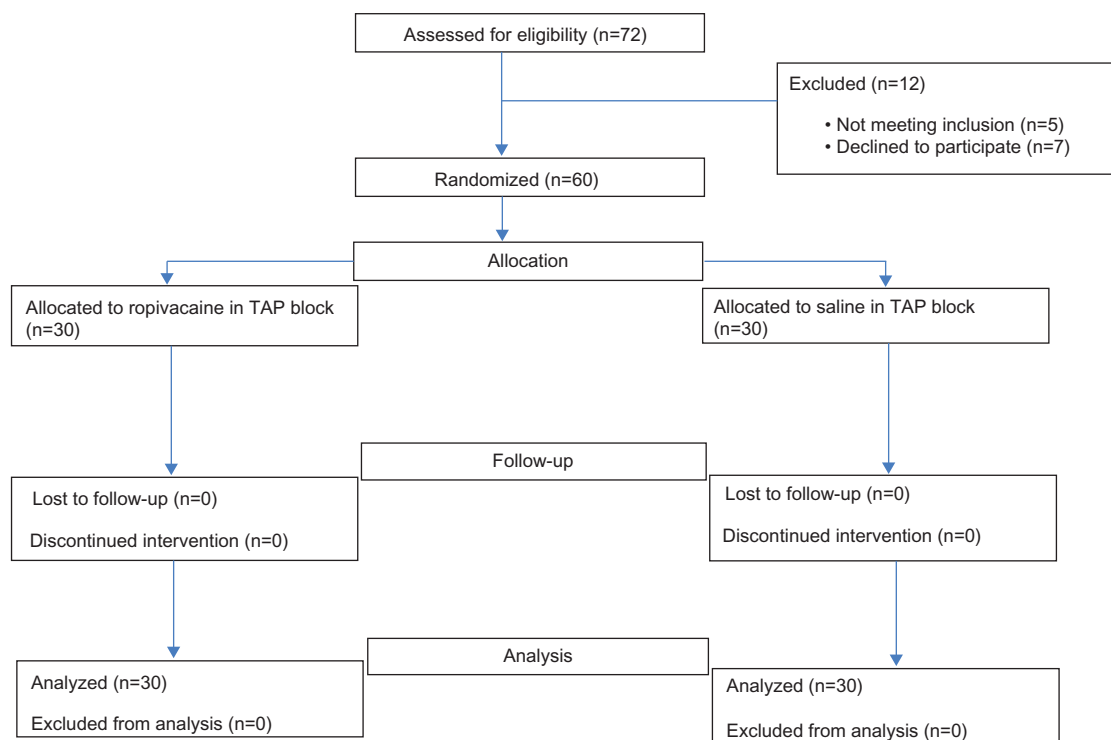 Assessed for eligibility (n=72)
Excluded (n=12)
• Not meeting inclusion (n=5)
• Declined to participate (n=7)
Randomized (n=60)
Allocation
Allocated to ropivacaine in TAP block
(n=30)
Allocated to saline in TAP block
(n=30)
Follow-up
Lost to follow-up (n=0)
Discontinued intervention (n=0)
Lost to follow-up (n=0)
Discontinued intervention (n=0)
Analysis
Analyzed (n=30)
Excluded from analysis (n=0)
Analyzed (n=30)
Excluded from analysis (n=0)